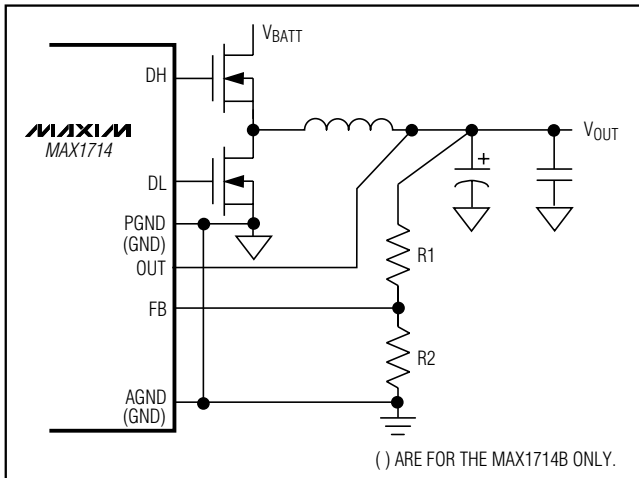 VBATT
DH
MAXIM
MAX1714
VOUT
DL
+
PGND
(GND)
OUT
R1
FB
R2
AGND
(GND)
( ) ARE FOR THE MAX1714B ONLY.